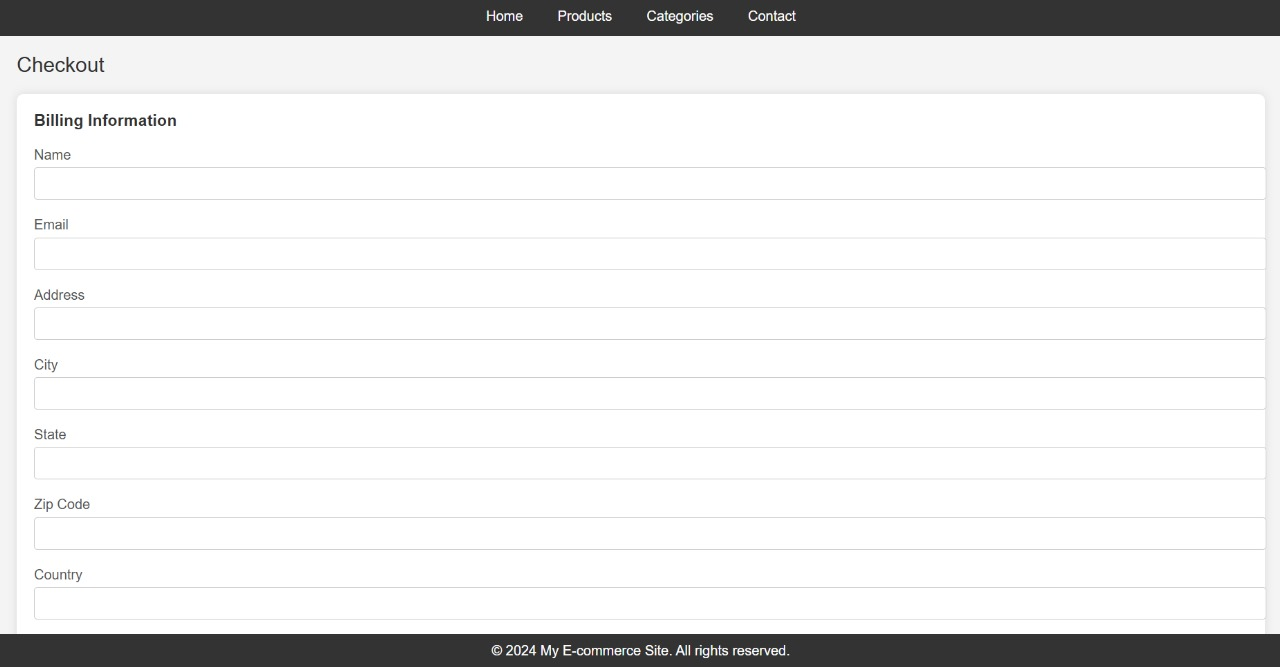 Home Products Categories Contact
Checkout
Billing Information
Name
Email
Address
City
State
Zip Code
Country
© 2024 My E-commerce Site. All rights reserved.